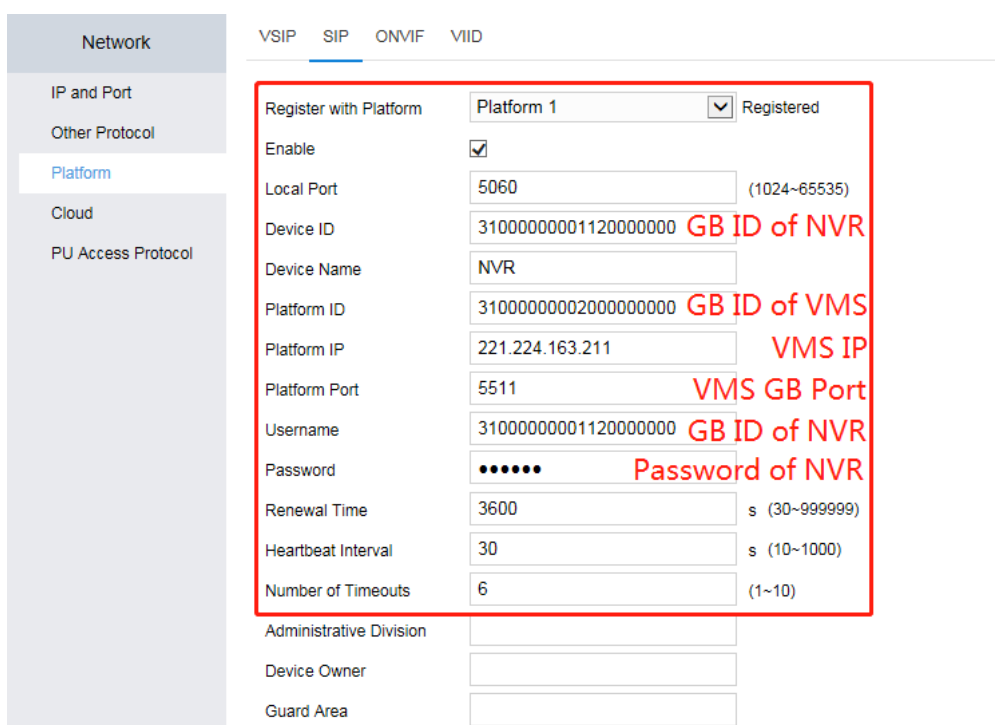 Network
VSIP SIP ONVIF VIID
IP and Port
Other Protocol
Platform
Cloud
PU Access Protocol
Register with Platform Platform 1 Registered
Enable
Local Port 5060 (1024~65535)
Device ID 31000000001120000000 GB ID of NVR
Device Name NVR
Platform ID 31000000002000000000 GB ID of VMS
Platform IP 221.224.163.211 VMS IP
Platform Port 5511 VMS GB Port
Username 31000000001120000000 GB ID of NVR
Password •••••• Password of NVR
Renewal Time 3600 s (30~999999)
Heartbeat Interval 30 s (10~1000)
Number of Timeouts 6 (1~10)
Administrative Division
Device Owner
Guard Area